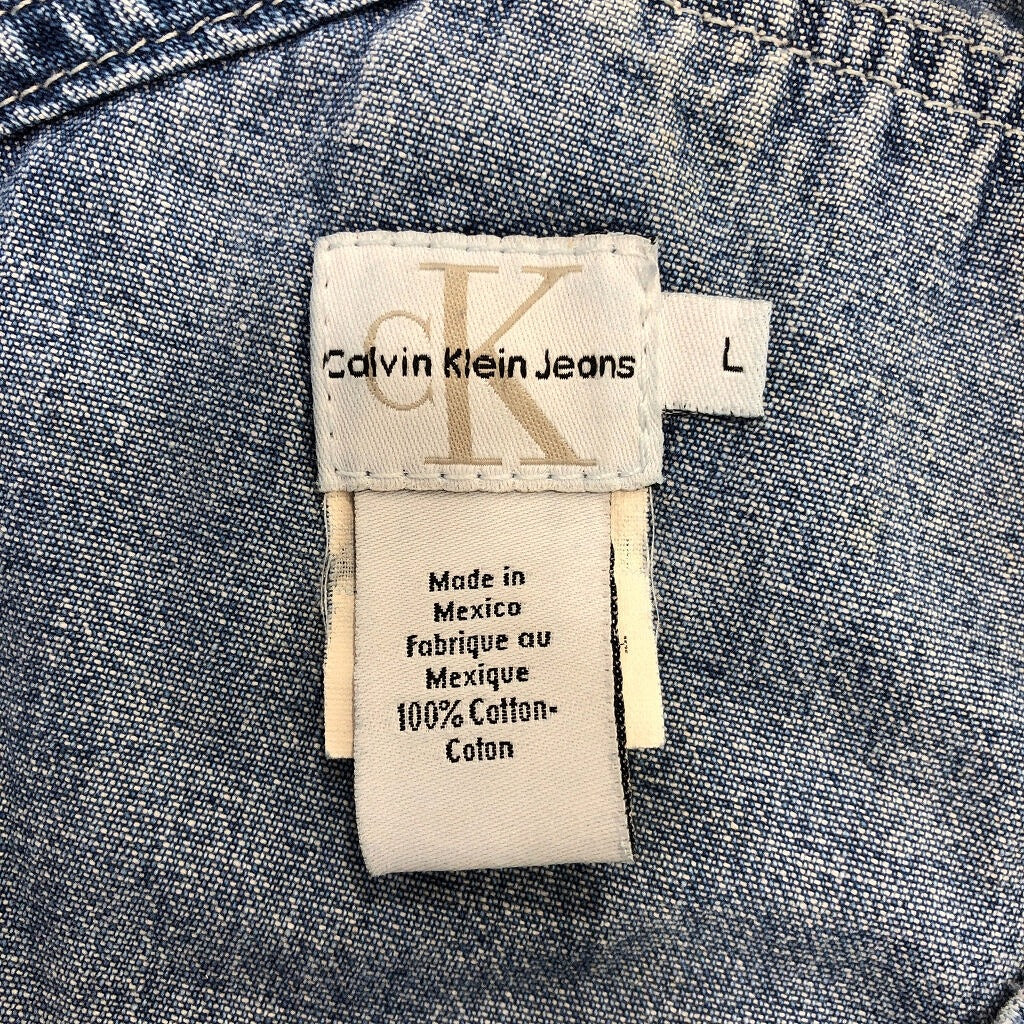 CK
Calvin Klein Jeans
L
Made in
Mexico
Fabrique au
Mexique
100% Cotton-
Coton